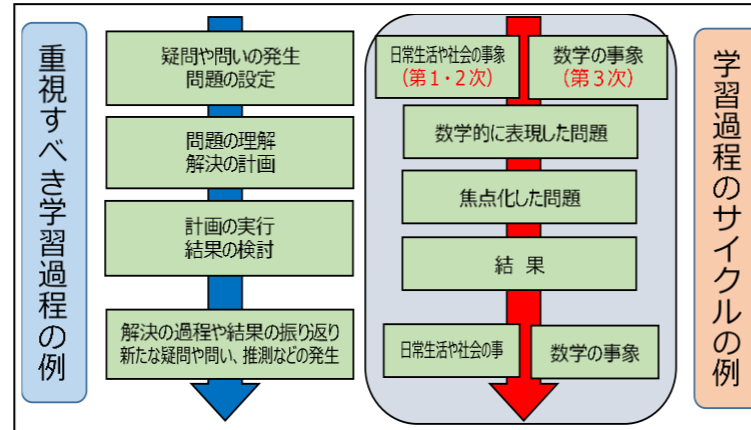 重視すべき学習過程の例
疑問や問いの発生
問題の設定
問題の理解
解決の計画
計画の実行
結果の検討
解決の過程や結果の振り返り
新たな疑問や問い、推測などの発生
日常生活や社会の事象
(第1・2次)
数学の事象
(第3次)
数学的に表現した問題
焦点化した問題
結 果
日常生活や社会の事
数学の事象
学習過程のサイクルの例